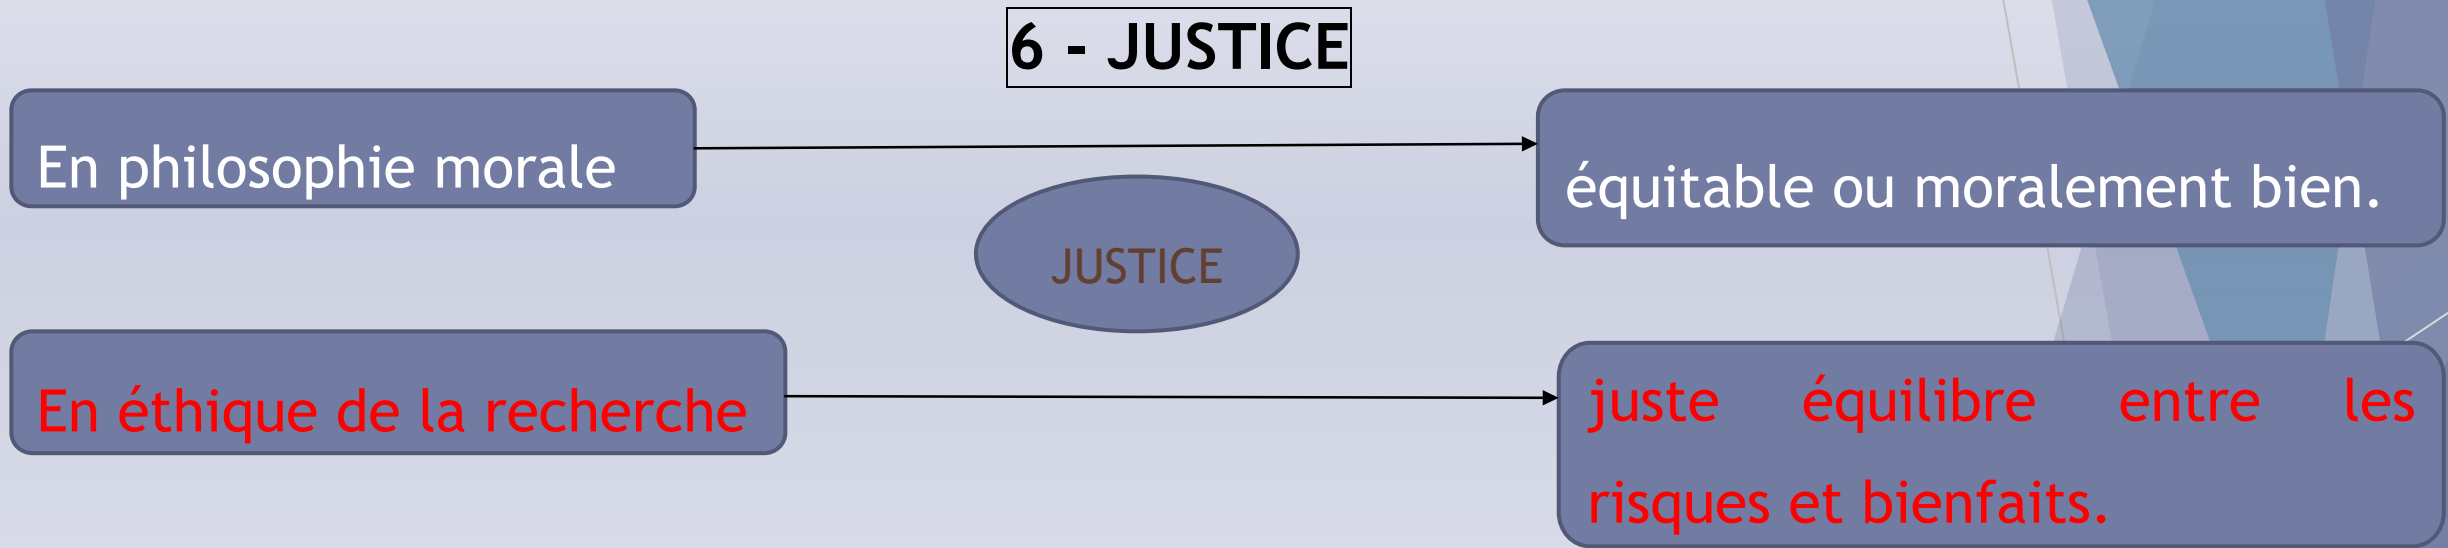 6 - JUSTICE
En philosophie morale
équitable ou moralement bien.
JUSTICE
En éthique de la recherche
juste équilibre entre les
risques et bienfaits.